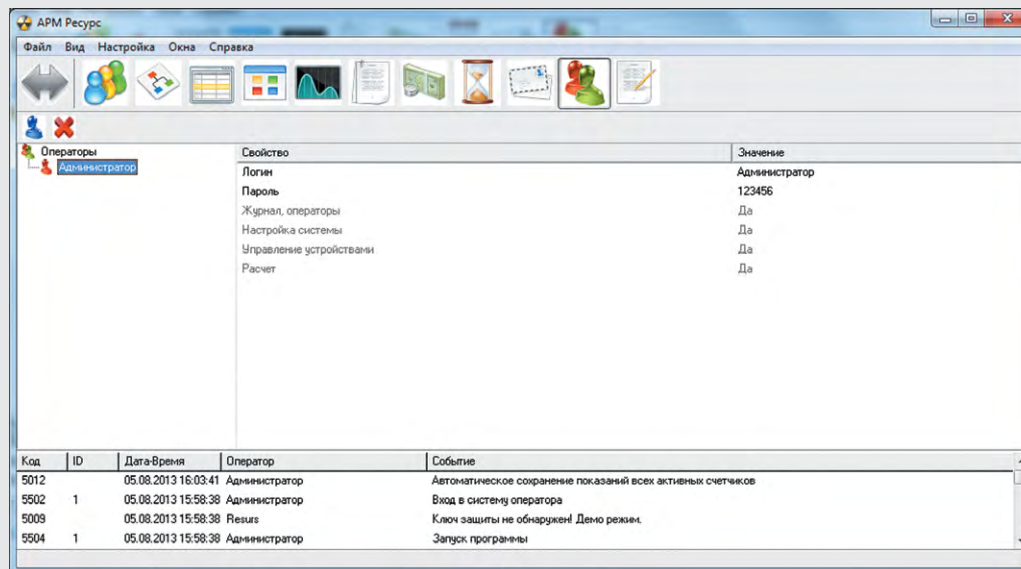 АРМ Ресурс
Файл Вид Настройка Окна Справка
Операторы
Администратор
Свойство Значение
Логин Администратор
Пароль 123456
Журнал, операторы Да
Настройка системы Да
Управление устройствами Да
Расчет Да
Код ID Дата-Время Оператор Событие
5012 05.08.2013 16:03:41 Администратор Автоматическое сохранение показаний всех активных счетчиков
5502 1 05.08.2013 15:58:38 Администратор Вход в систему оператора
5009 05.08.2013 15:58:38 Resurs Ключ защиты не обнаружен! Демо режим.
5504 1 05.08.2013 15:58:38 Администратор Запуск программы